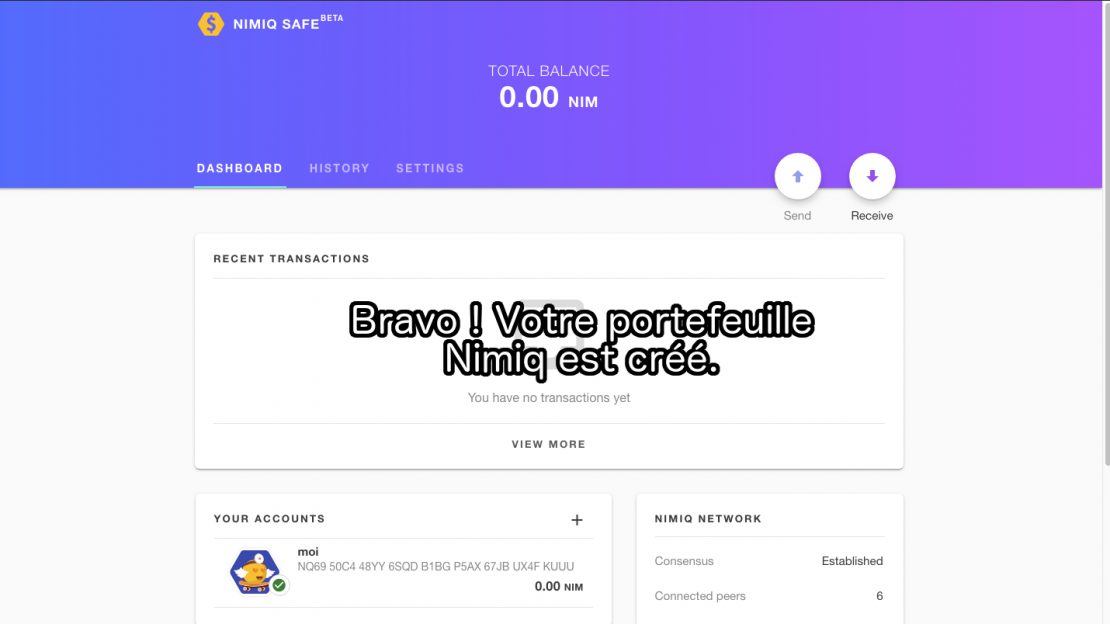 NIMIQ SAFE BETA
TOTAL BALANCE
0.00 NIM
DASHBOARD HISTORY SETTINGS
Send Receive
RECENT TRANSACTIONS
Bravo ! Votre portefeuille
Nimiq est créé.
You have no transactions yet
VIEW MORE
YOUR ACCOUNTS
moi
NQ69 50C4 48YY 6SQD B1BG P5AX 67JB UX4F KUUU
0.00 NIM
NIMIQ NETWORK
Consensus Established
Connected peers 6